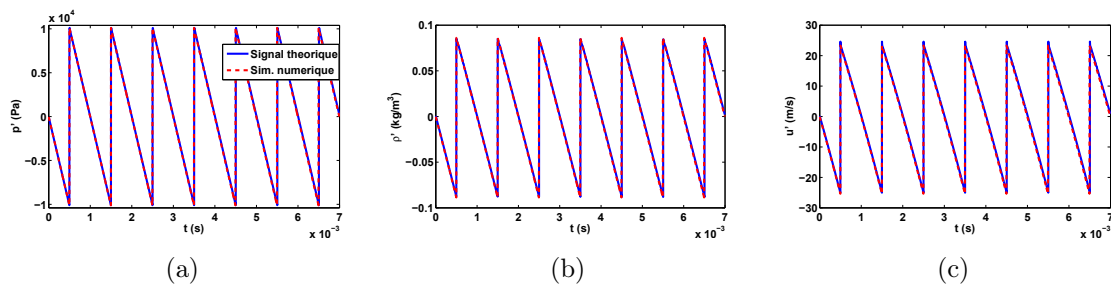 x 10⁴
1
0.5
0
−0.5
−1
p' (Pa)
Signal theorique
Sim. numerique
0 1 2 3 4 5 6 7
t (s)
x 10⁻³
(a)
0.1
0.05
0
−0.05
−0.1
ρ' (kg/m³)
0 1 2 3 4 5 6 7
t (s)
x 10⁻³
(b)
30
20
10
0
−10
−20
−30
u' (m/s)
0 1 2 3 4 5 6 7
t (s)
x 10⁻³
(c)